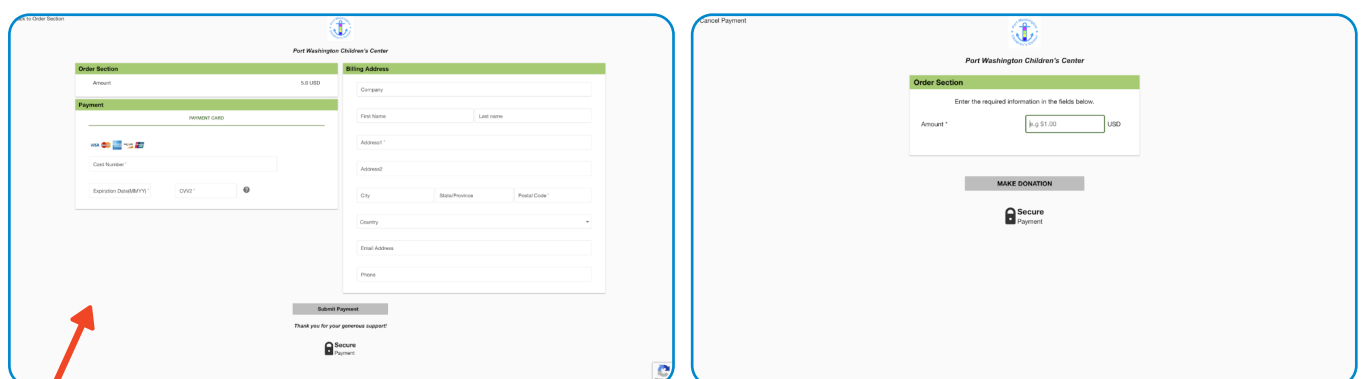 ck to Order Section
Port Washington Children's Center
Order Section
Amount 5.0 USD
Payment
PAYMENT CARD
VISA
Card Number *
Expiration Date(MMYY) * CVV2 *
Billing Address
Company
First Name Last name
Address1 *
Address2
City State/Province Postal Code *
Country
Email Address
Phone
Submit Payment
Thank you for your generous support!
Secure
Payment
Cancel Payment
Port Washington Children's Center
Order Section
Enter the required information in the fields below.
Amount * e.g $1.00 USD
MAKE DONATION
Secure
Payment